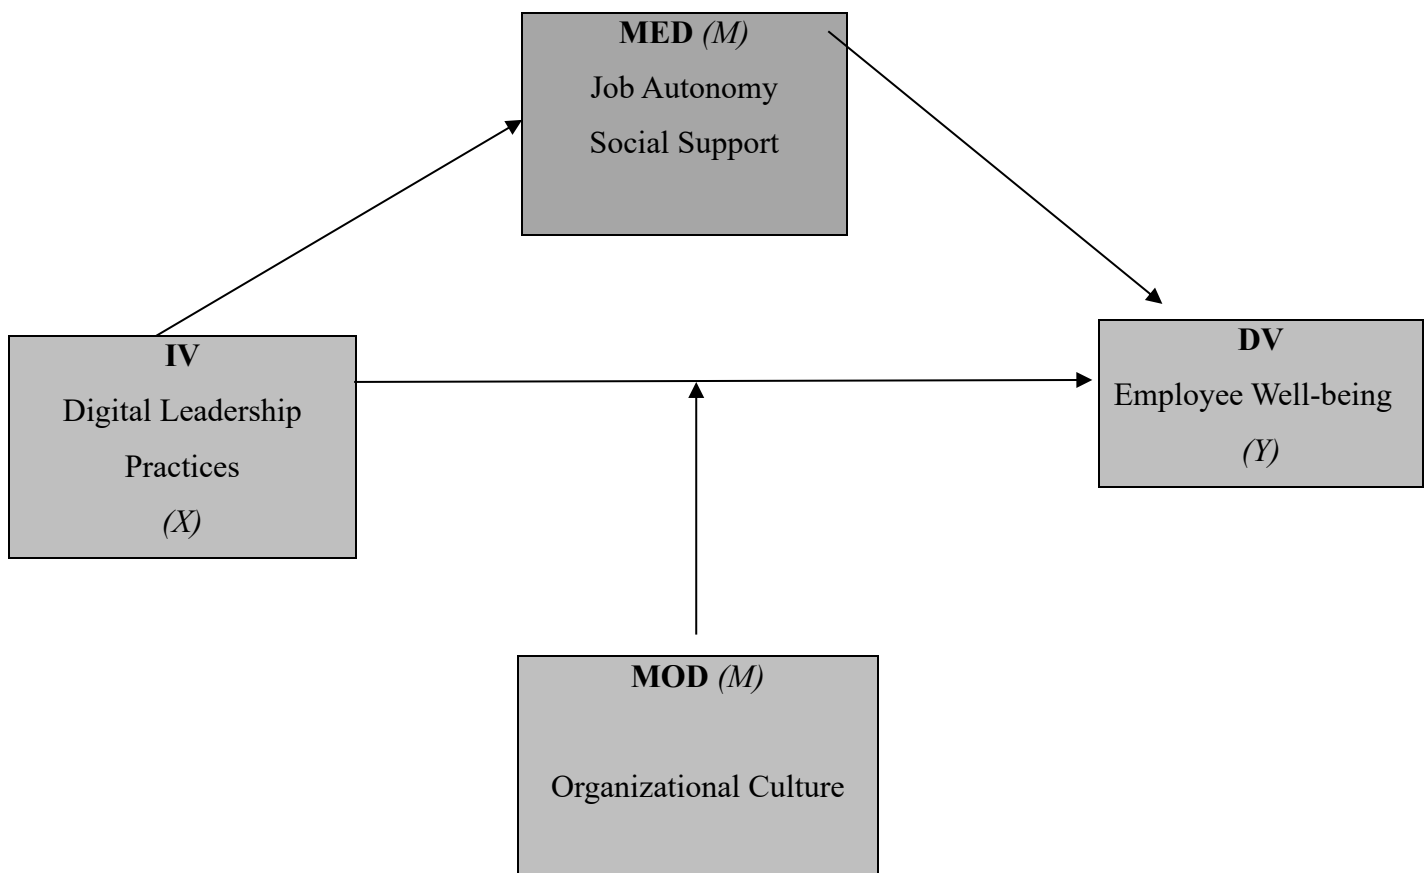 MED (M)
Job Autonomy
Social Support
IV
Digital Leadership
Practices
(X)
DV
Employee Well-being
(Y)
MOD (M)
Organizational Culture